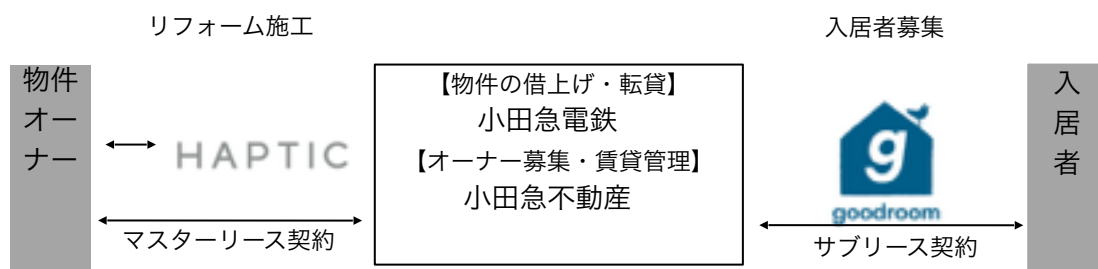 リフォーム施工
入居者募集
物件オーナー
HAPTIC
【物件の借上げ・転貸】
小田急電鉄
【オーナー募集・賃貸管理】
小田急不動産
マスターリース契約
g
goodroom
サブリース契約
入居者